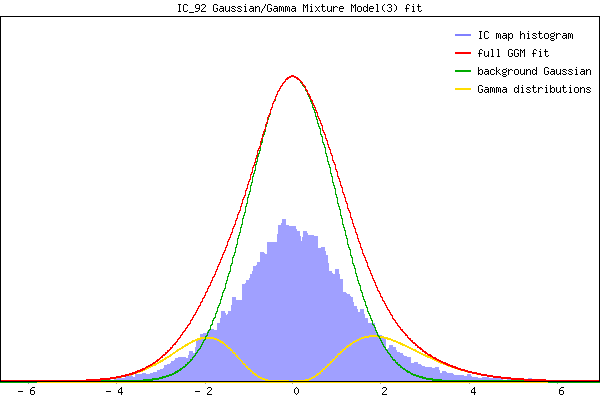 IC_92 Gaussian/Gamma Mixture Model(3) fit
IC map histogram
full GGM fit
background Gaussian
Gamma distributions
-6 -4 -2 0 2 4 6